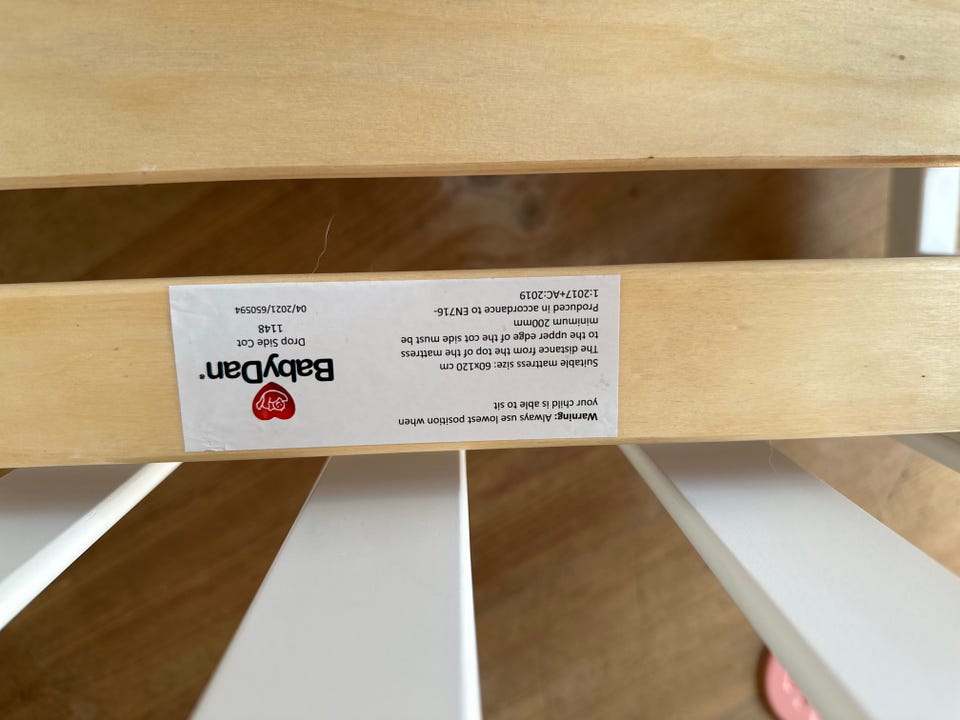 Warning: Always use lowest position when
your child is able to sit
Suitable mattress size: 60x120 cm
The distance from the top of the mattress
to the upper edge of the cot side must be
minimum 200mm
Produced in accordance to EN716-
1:2017+AC:2019
BabyDan®
Drop Side Cot
1148
04/2021/650594